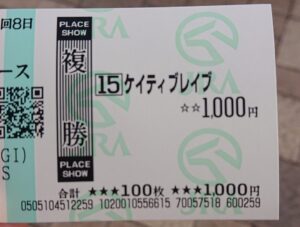 回8日
PLACE
SHOW
複勝
PLACE
SHOW
ース
GI)
S
15 ケイティブレイブ
☆☆1,000円
合計 ★★★100枚 ★★★1,000円
0505104512259 1020010556615 70057518 600259
JRA